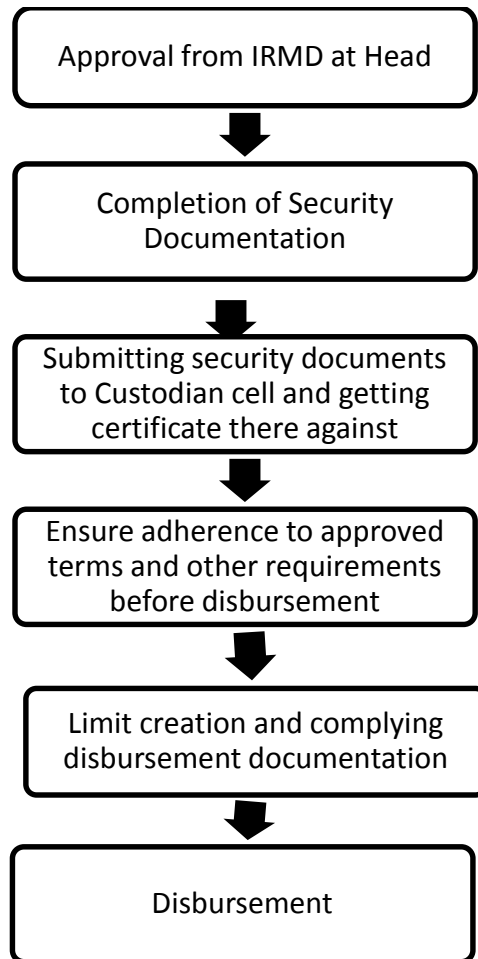 Approval from IRMD at Head
Completion of Security
Documentation
Submitting security documents
to Custodian cell and getting
certificate there against
Ensure adherence to approved
terms and other requirements
before disbursement
Limit creation and complying
disbursement documentation
Disbursement